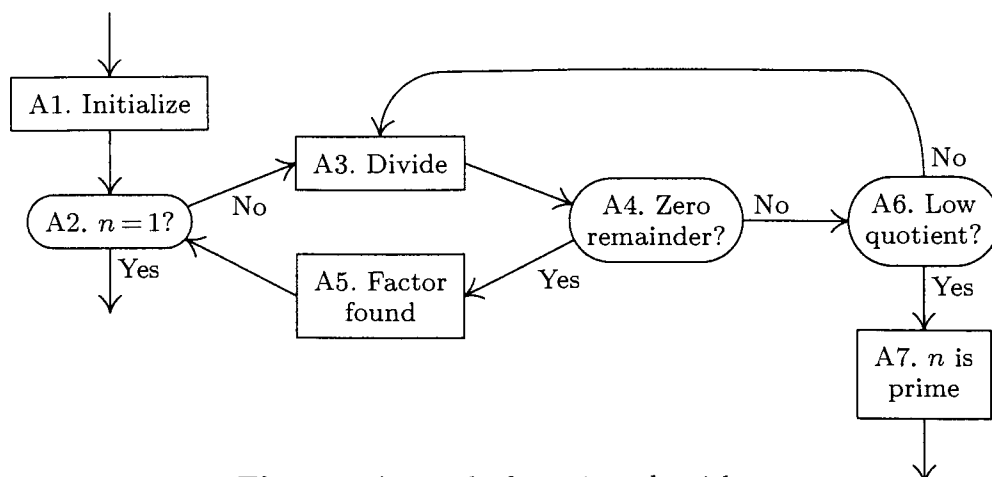 A1. Initialize
A2. n = 1?
No
Yes
A3. Divide
A4. Zero
remainder?
Yes
No
A5. Factor
found
A6. Low
quotient?
No
Yes
A7. n is
prime